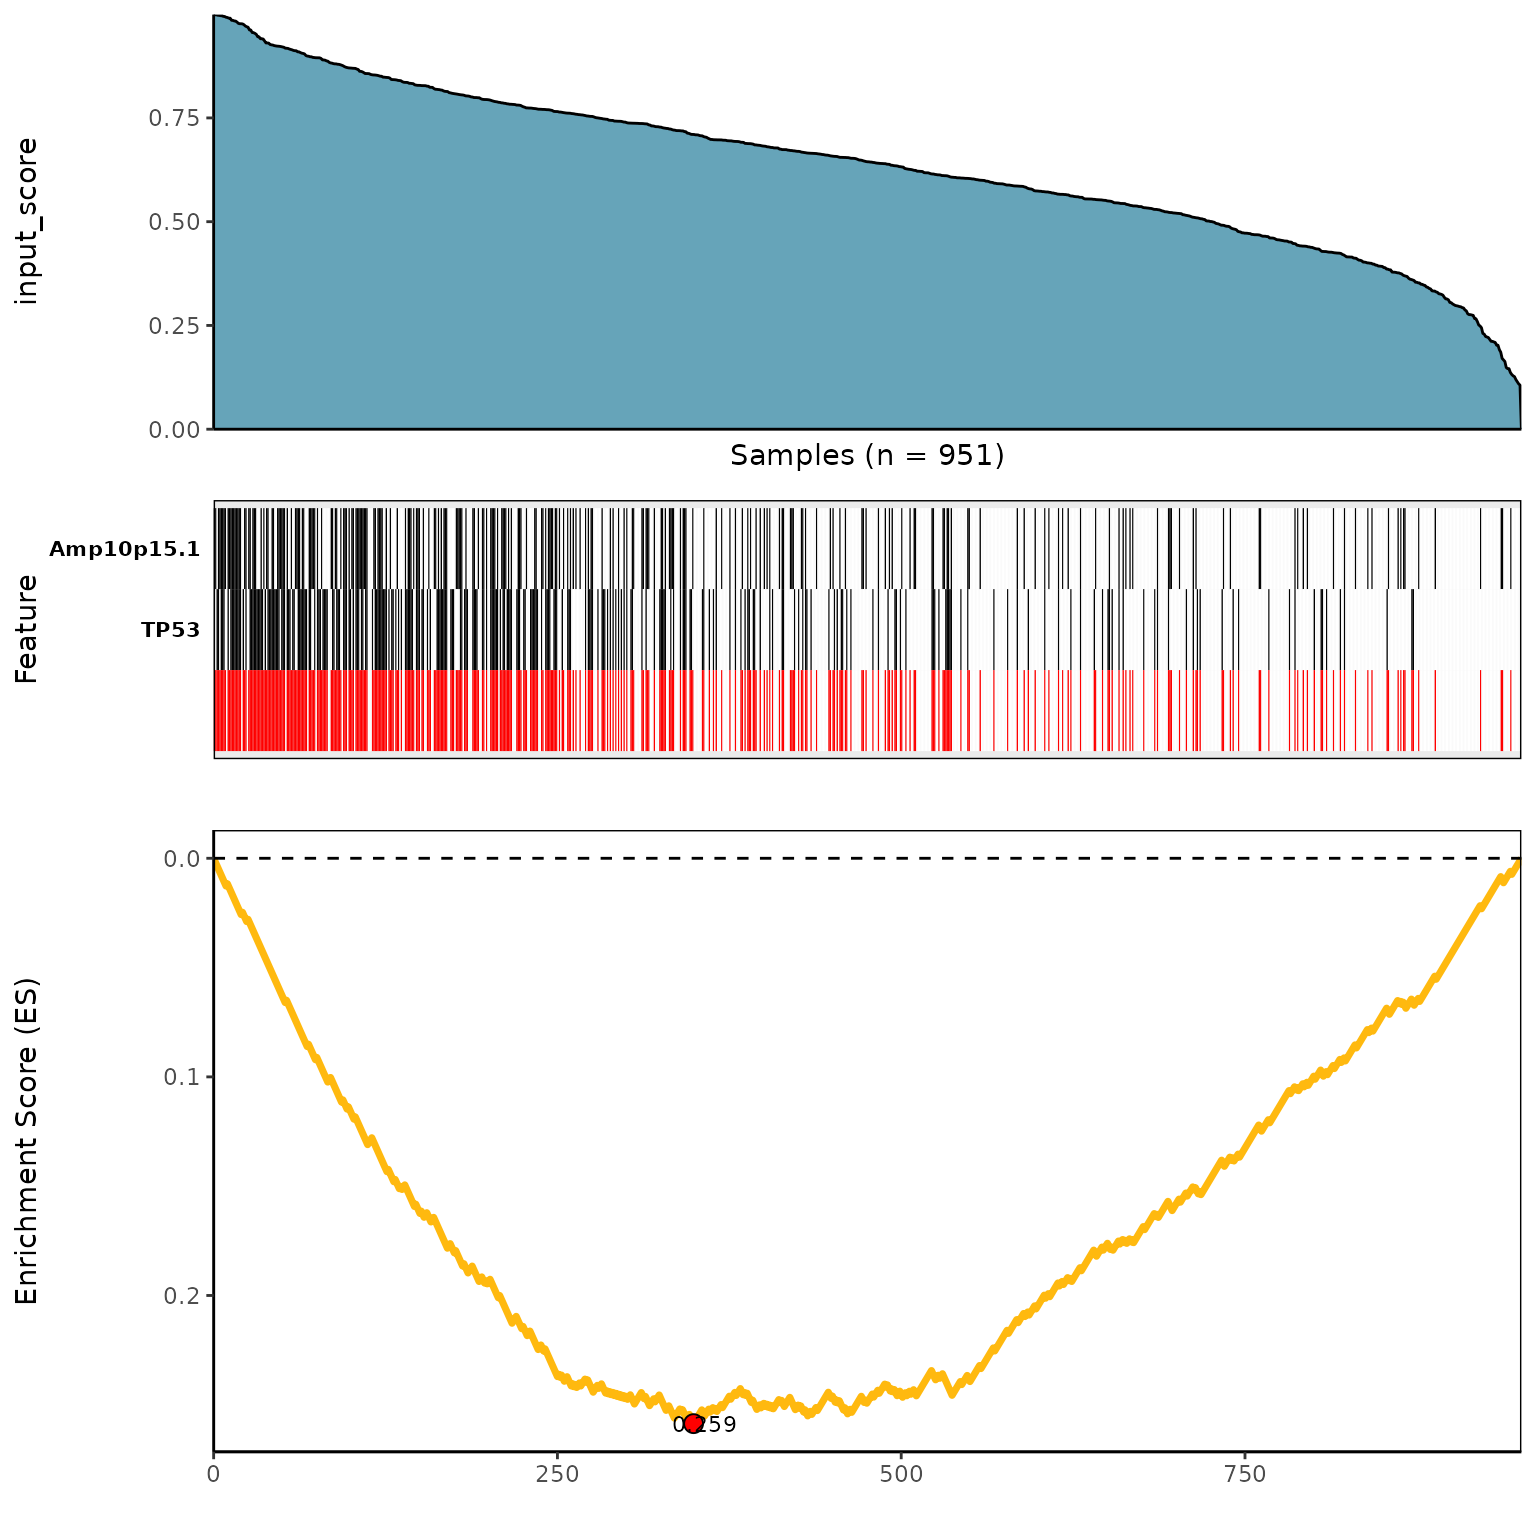 input_score
0.75
0.50
0.25
0.00
Samples (n = 951)
Feature
Amp10p15.1
TP53
Enrichment Score (ES)
0.0
0.1
0.2
0.259
0 250 500 750